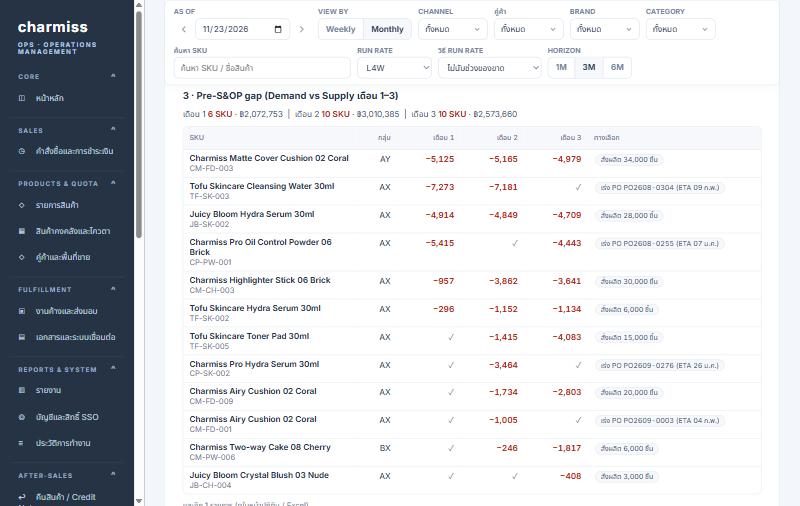 charmiss
OPS · OPERATIONS
MANAGEMENT
CORE
หน้าหลัก
SALES
คำสั่งซื้อและการชำระเงิน
PRODUCTS & QUOTA
รายการสินค้า
สินค้าคงคลังและโควตา
คู่ค้าและพื้นที่ขาย
FULFILLMENT
งานค้างและส่งมอบ
เอกสารและระบบเชื่อมต่อ
REPORTS & SYSTEM
รายงาน
บัญชีและสิทธิ์ SSO
ประวัติการทำงาน
AFTER-SALES
คืนสินค้า / Credit
AS OF
11/23/2026
VIEW BY
Weekly Monthly
CHANNEL
ทั้งหมด
คู่ค้า
ทั้งหมด
BRAND
ทั้งหมด
CATEGORY
ทั้งหมด
ค้นหา SKU
ค้นหา SKU / ชื่อสินค้า
RUN RATE
L4W
วิธี RUN RATE
ไม่นับช่วงของขาด
HORIZON
1M 3M 6M
3 · Pre-S&OP gap (Demand vs Supply เดือน 1–3)
เดือน 1 6 SKU · ฿2,072,753 | เดือน 2 10 SKU · ฿3,010,385 | เดือน 3 10 SKU · ฿2,573,660
SKU กลุ่ม เดือน 1 เดือน 2 เดือน 3 ทางเลือก
Charmiss Matte Cover Cushion 02 Coral AY −5,125 −5,165 −4,979 สั่งผลิต 34,000 ชิ้น
CM-FD-003
Tofu Skincare Cleansing Water 30ml AX −7,273 −7,181 ✓ เร่ง PO PO2608-0304 (ETA 09 ก.พ.)
TF-SK-003
Juicy Bloom Hydra Serum 30ml AX −4,914 −4,849 −4,709 สั่งผลิต 28,000 ชิ้น
JB-SK-002
Charmiss Pro Oil Control Powder 06 AX −5,415 ✓ −4,443 เร่ง PO PO2608-0255 (ETA 07 ม.ค.)
Brick
CP-PW-001
Charmiss Highlighter Stick 06 Brick AX −957 −3,862 −3,641 สั่งผลิต 30,000 ชิ้น
CM-CH-003
Tofu Skincare Hydra Serum 30ml AX −296 −1,152 −1,134 สั่งผลิต 6,000 ชิ้น
TF-SK-002
Tofu Skincare Toner Pad 30ml AX ✓ −1,415 −4,083 สั่งผลิต 15,000 ชิ้น
TF-SK-005
Charmiss Pro Hydra Serum 30ml AX ✓ −3,464 ✓ เร่ง PO PO2609-0276 (ETA 26 ม.ค.)
CP-SK-002
Charmiss Airy Cushion 02 Coral AX ✓ −1,734 −2,803 สั่งผลิต 20,000 ชิ้น
CM-FD-009
Charmiss Airy Cushion 02 Coral AX ✓ −1,005 ✓ เร่ง PO PO2609-0003 (ETA 04 ก.พ.)
CM-FD-001
Charmiss Two-way Cake 08 Cherry BX ✓ −246 −1,817 สั่งผลิต 6,000 ชิ้น
CM-PW-006
Juicy Bloom Crystal Blush 03 Nude AX ✓ ✓ −408 สั่งผลิต 3,000 ชิ้น
JB-CH-004